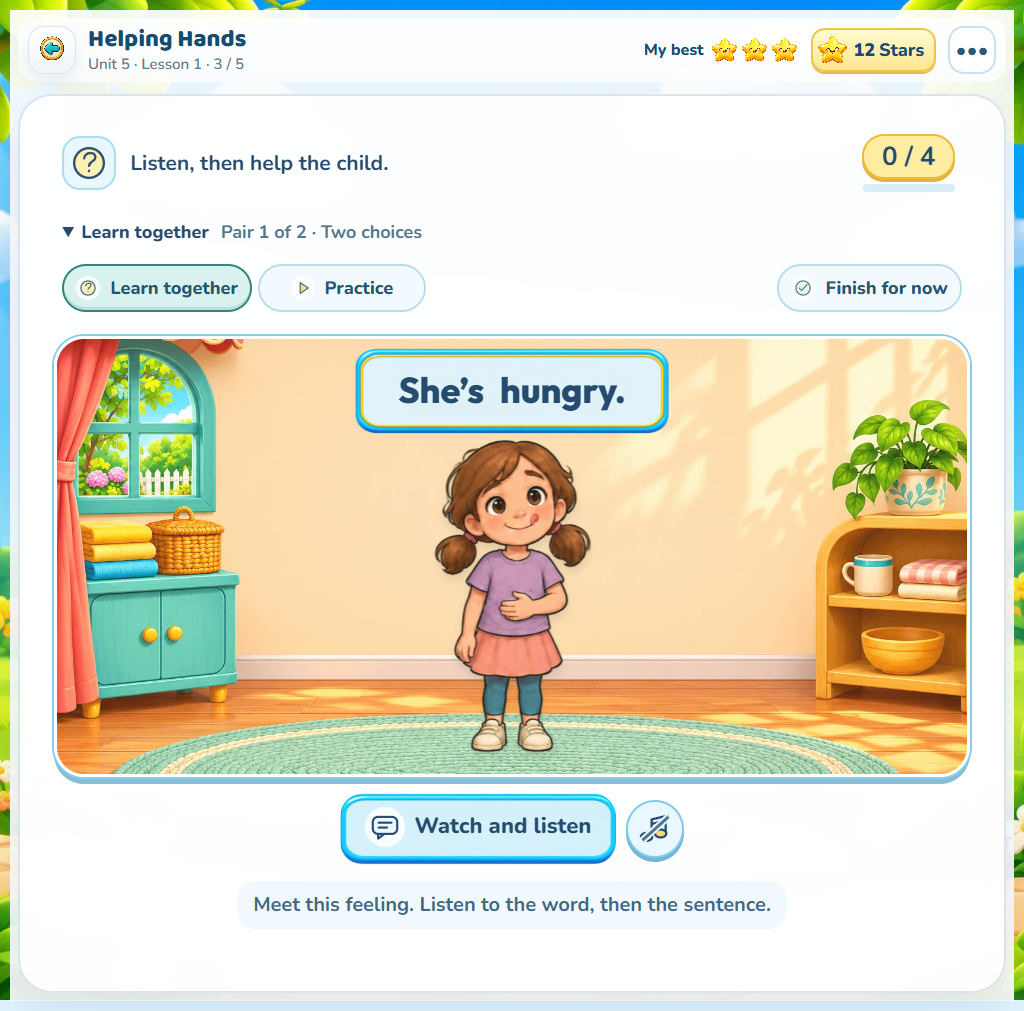 Helping Hands
Unit 5 · Lesson 1 · 3 / 5
My best
12 Stars
Listen, then help the child.
0 / 4
▼ Learn together Pair 1 of 2 · Two choices
Learn together
Practice
Finish for now
She’s hungry.
Watch and listen
Meet this feeling. Listen to the word, then the sentence.